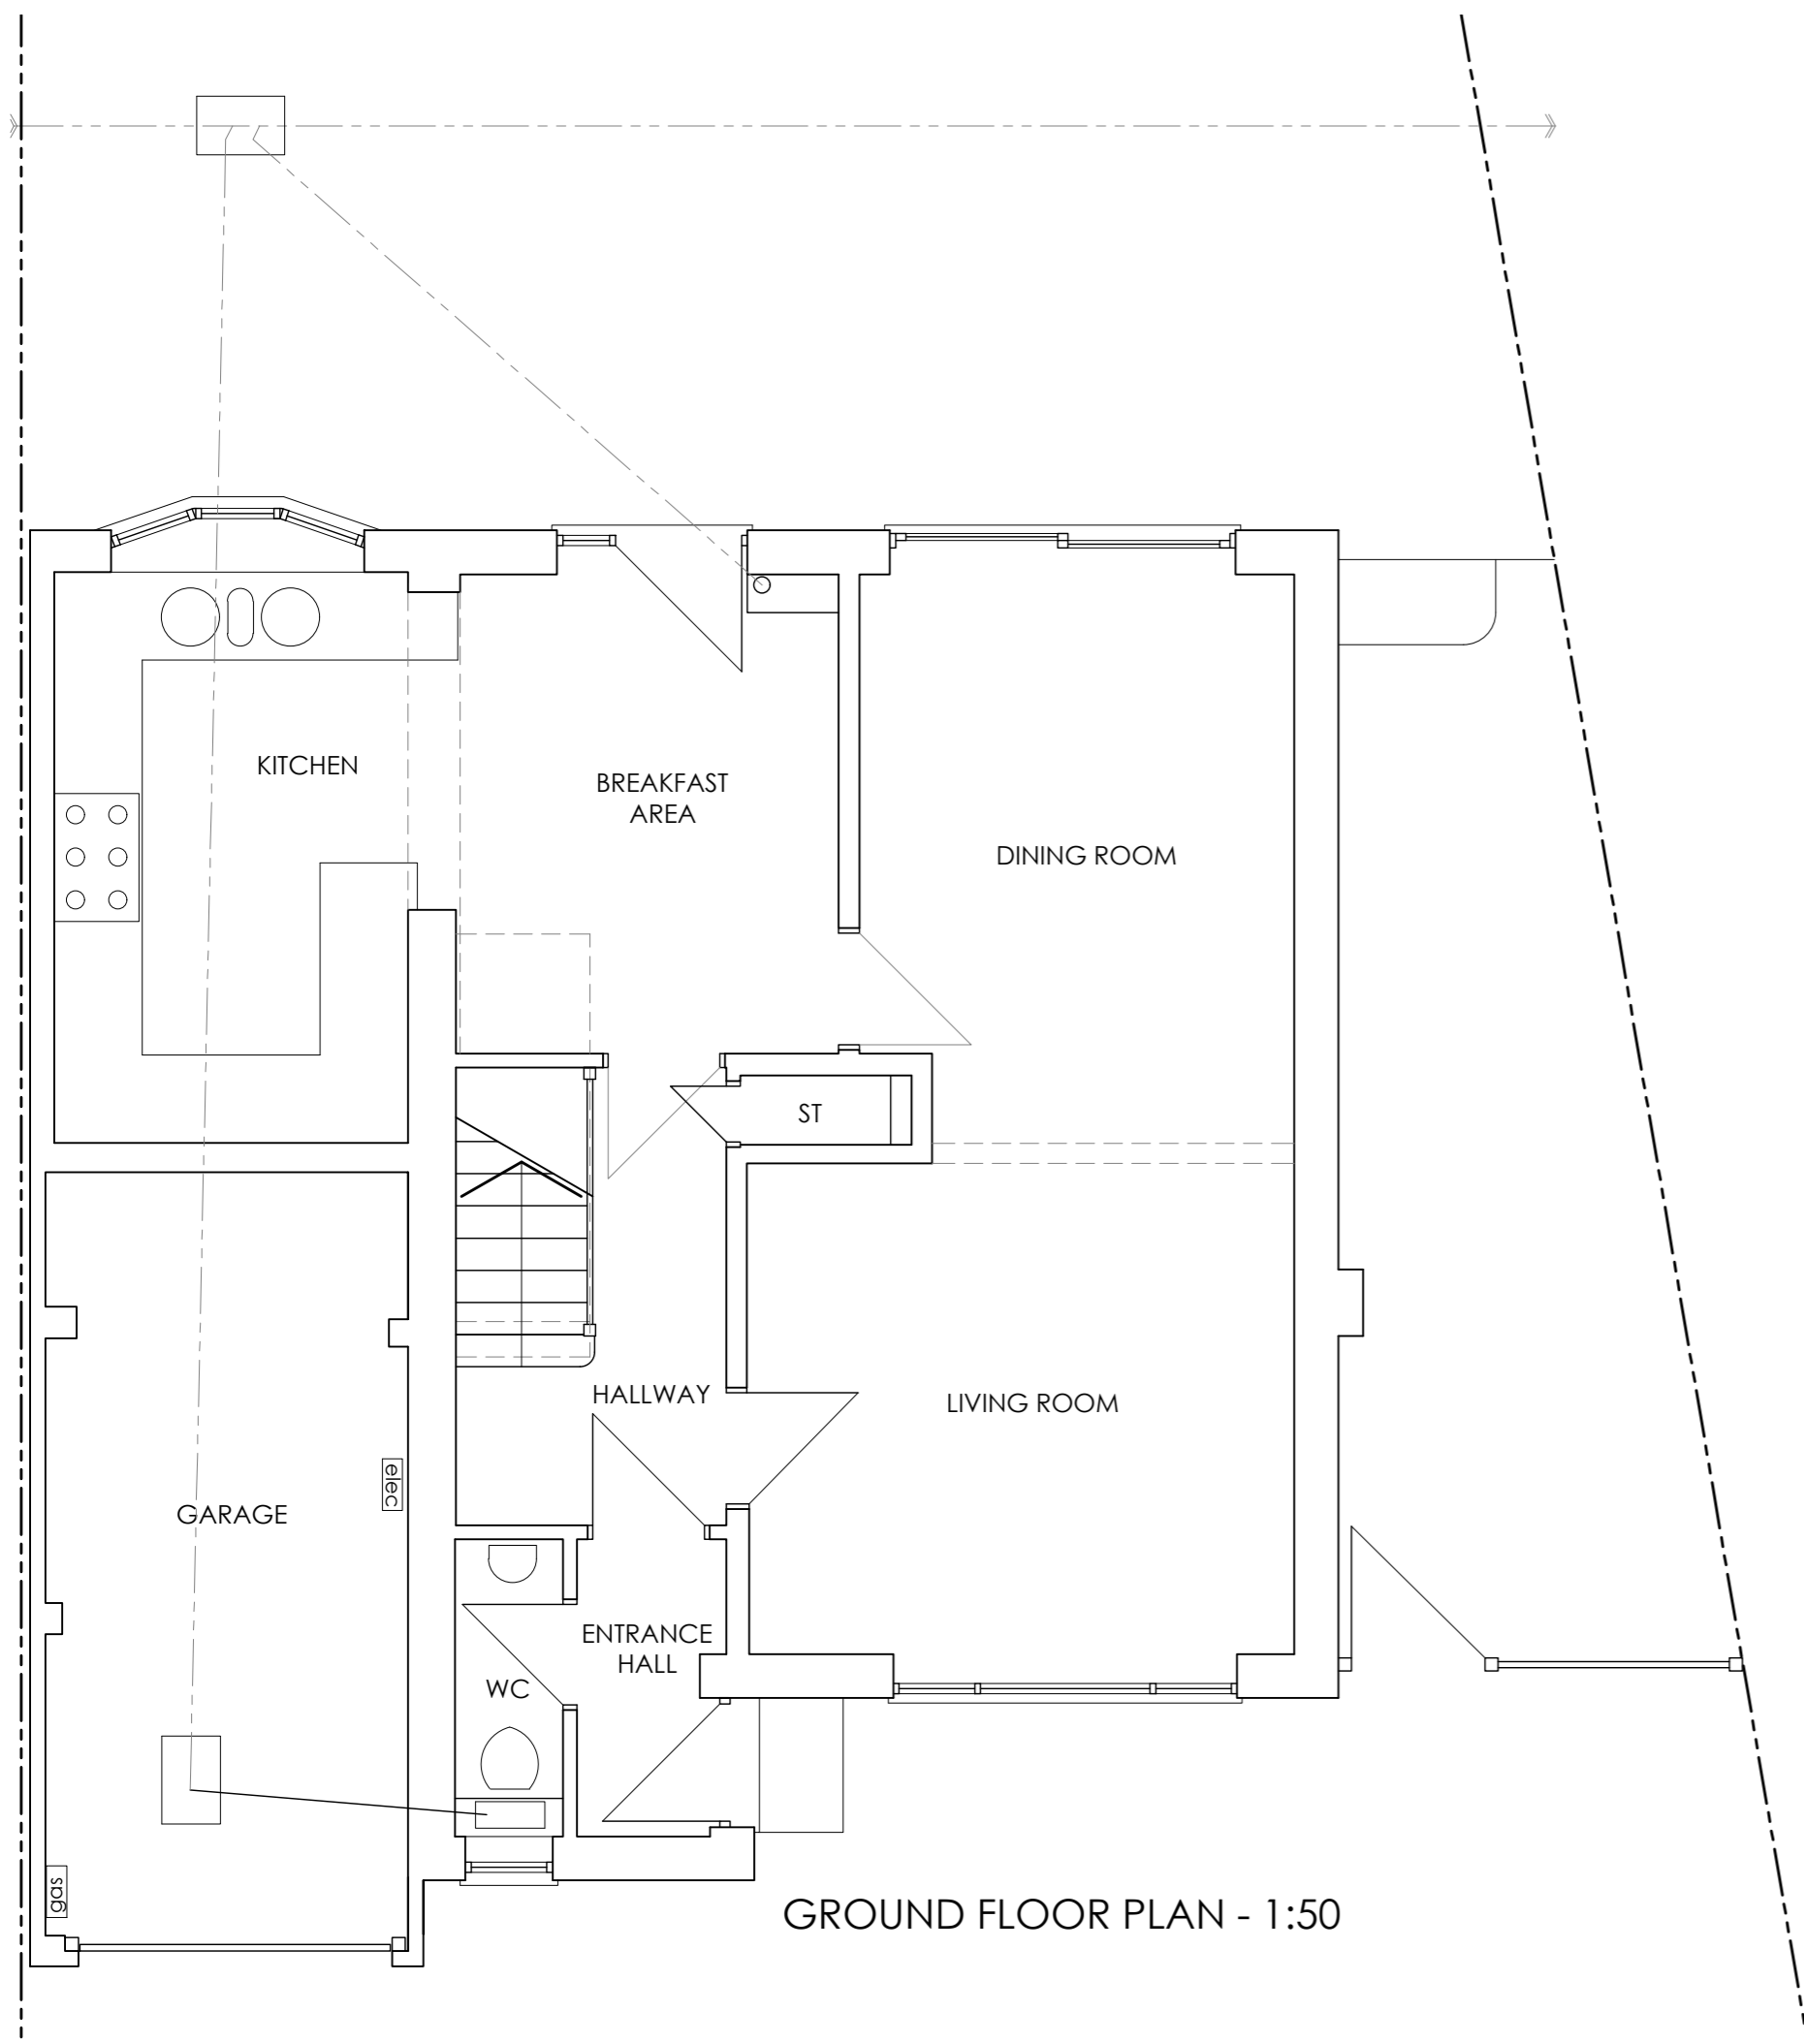 KITCHEN
BREAKFAST
AREA
DINING ROOM
ST
HALLWAY
LIVING ROOM
elec
GARAGE
ENTRANCE
HALL
WC
gas
GROUND FLOOR PLAN - 1:50